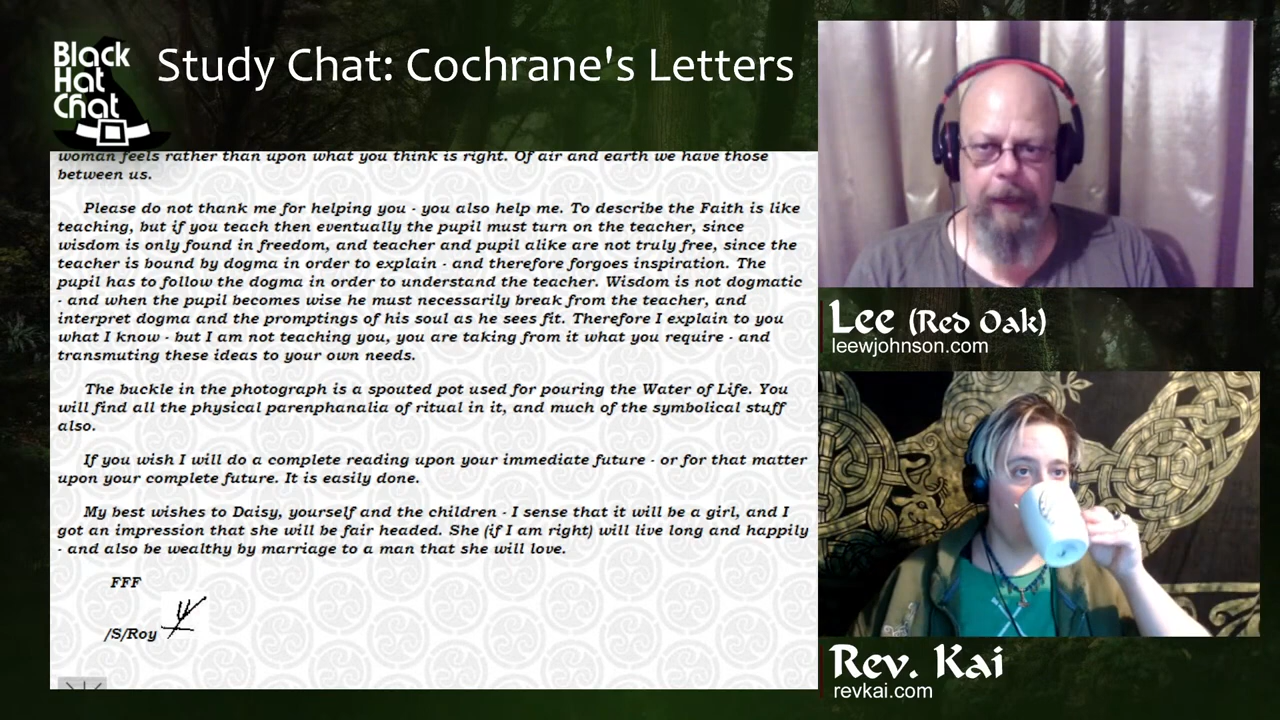 Black
Hat
Chat
Study Chat: Cochrane's Letters
woman feels rather than upon what you think is right. Of air and earth we have those
between us.
Please do not thank me for helping you - you also help me. To describe the Faith is like
teaching, but if you teach then eventually the pupil must turn on the teacher, since
wisdom is only found in freedom, and teacher and pupil alike are not truly free, since the
teacher is bound by dogma in order to explain - and therefore forgoes inspiration. The
pupil has to follow the dogma in order to understand the teacher. Wisdom is not dogmatic
- and when the pupil becomes wise he must necessarily break from the teacher, and
interpret dogma and the promptings of his soul as he sees fit. Therefore I explain to you
what I know - but I am not teaching you, you are taking from it what you require - and
transmuting these ideas to your own needs.
The buckle in the photograph is a spouted pot used for pouring the Water of Life. You
will find all the physical parenphanalia of ritual in it, and much of the symbolical stuff
also.
If you wish I will do a complete reading upon your immediate future - or for that matter
upon your complete future. It is easily done.
My best wishes to Daisy, yourself and the children - I sense that it will be a girl, and I
got an impression that she will be fair headed. She (if I am right) will live long and happily
- and also be wealthy by marriage to a man that she will love.
FFF
/S/Roy
Lee (Red Oak)
leewjohnson.com
Rev. Kai
revkai.com